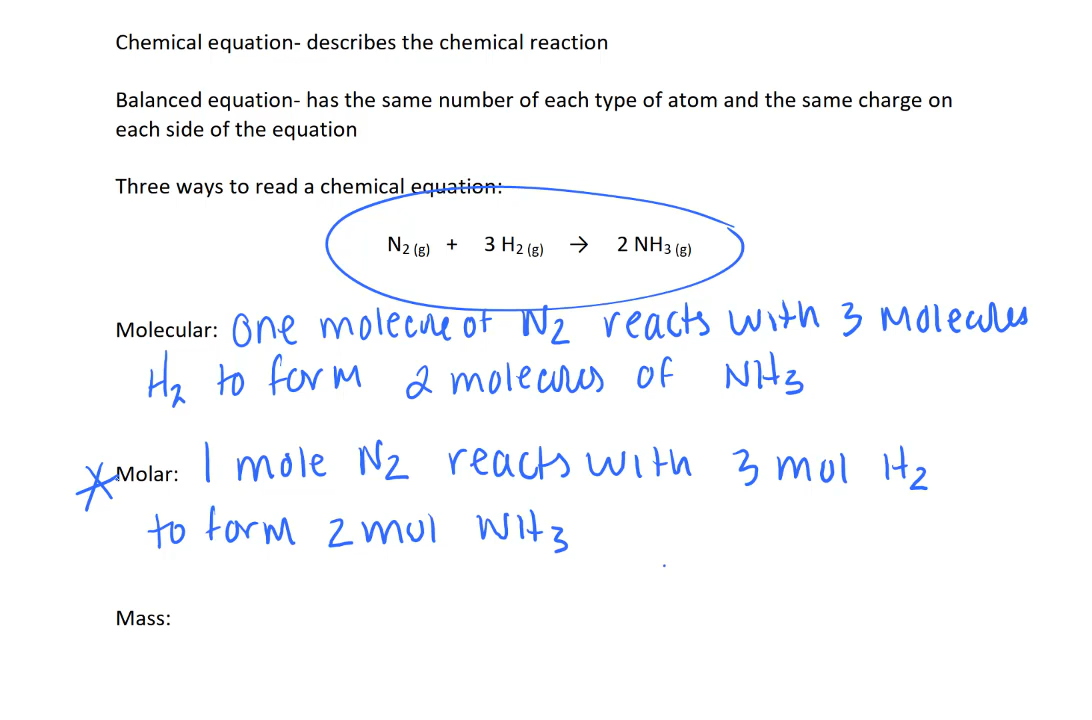 Chemical equation- describes the chemical reaction
Balanced equation- has the same number of each type of atom and the same charge on
each side of the equation
Three ways to read a chemical equation:
N₂ (g) + 3 H₂ (g) → 2 NH₃ (g)
Molecular: One molecule of N₂ reacts with 3 Molecules
H₂ to form 2 molecules of NH₃
*Molar: 1 mole N₂ reacts with 3 mol H₂
to form 2 mol NH₃
Mass: